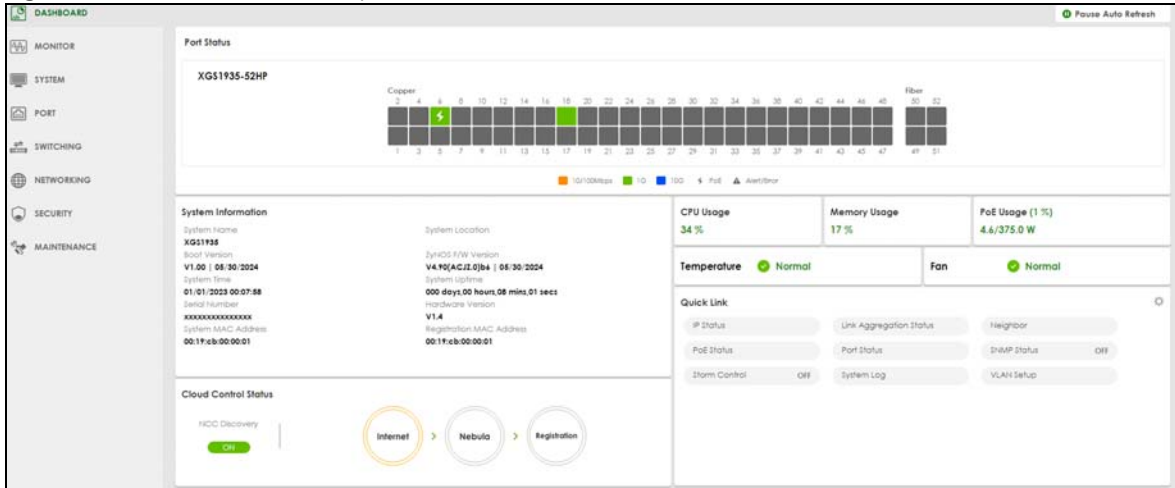 DASHBOARD
Pause Auto Refresh
MONITOR
SYSTEM
PORT
SWITCHING
NETWORKING
SECURITY
MAINTENANCE
Port Status
XGS1935-52HP
Copper
Fiber
2 4 6 8 10 12 14 16 18 20 22 24 26 28 30 32 34 36 38 40 42 44 46 48 50 52
1 3 5 7 9 11 13 15 17 19 21 23 25 27 29 31 33 35 37 39 41 43 45 47 49 51
10/100Mbps 1G 10G PoE Alert/Error
System Information
System Name
XGS1935
Boot Version
V1.00 | 05/30/2024
System Time
01/01/2023 00:07:58
Serial Number
XXXXXXXXXXXXXX
System MAC Address
00:19:cb:00:00:01
System Location
ZyNOS F/W Version
V4.90(ACJZ.0)b6 | 05/30/2024
System Uptime
000 days,00 hours,08 mins,01 secs
Hardware Version
V1.4
Registration MAC Address
00:19:cb:00:00:01
CPU Usage
34 %
Memory Usage
17 %
PoE Usage (1 %)
4.6/375.0 W
Temperature Normal
Fan Normal
Quick Link
IP Status
Link Aggregation Status
Neighbor
PoE Status
Port Status
SNMP Status OFF
Storm Control OFF
System Log
VLAN Setup
Cloud Control Status
NCC Discovery
ON
Internet > Nebula > Registration